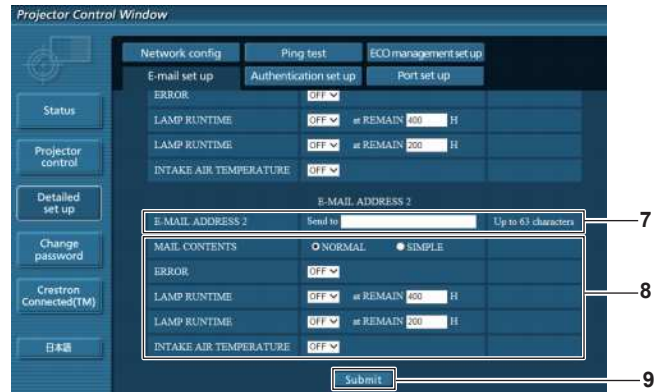 Projector Control Window
Network config Ping test ECO management set up
E-mail set up Authentication set up Port set up
Status
Projector control
Detailed set up
Change password
Crestron Connected(TM)
日本語
ERROR OFF
LAMP RUNTIME OFF at REMAIN 400 H
LAMP RUNTIME OFF at REMAIN 200 H
INTAKE AIR TEMPERATURE OFF
E-MAIL ADDRESS 2
E-MAIL ADDRESS 2 Send to Up to 63 characters 7
MAIL CONTENTS NORMAL SIMPLE
ERROR OFF
LAMP RUNTIME OFF at REMAIN 400 H 8
LAMP RUNTIME OFF at REMAIN 200 H
INTAKE AIR TEMPERATURE OFF
Submit 9